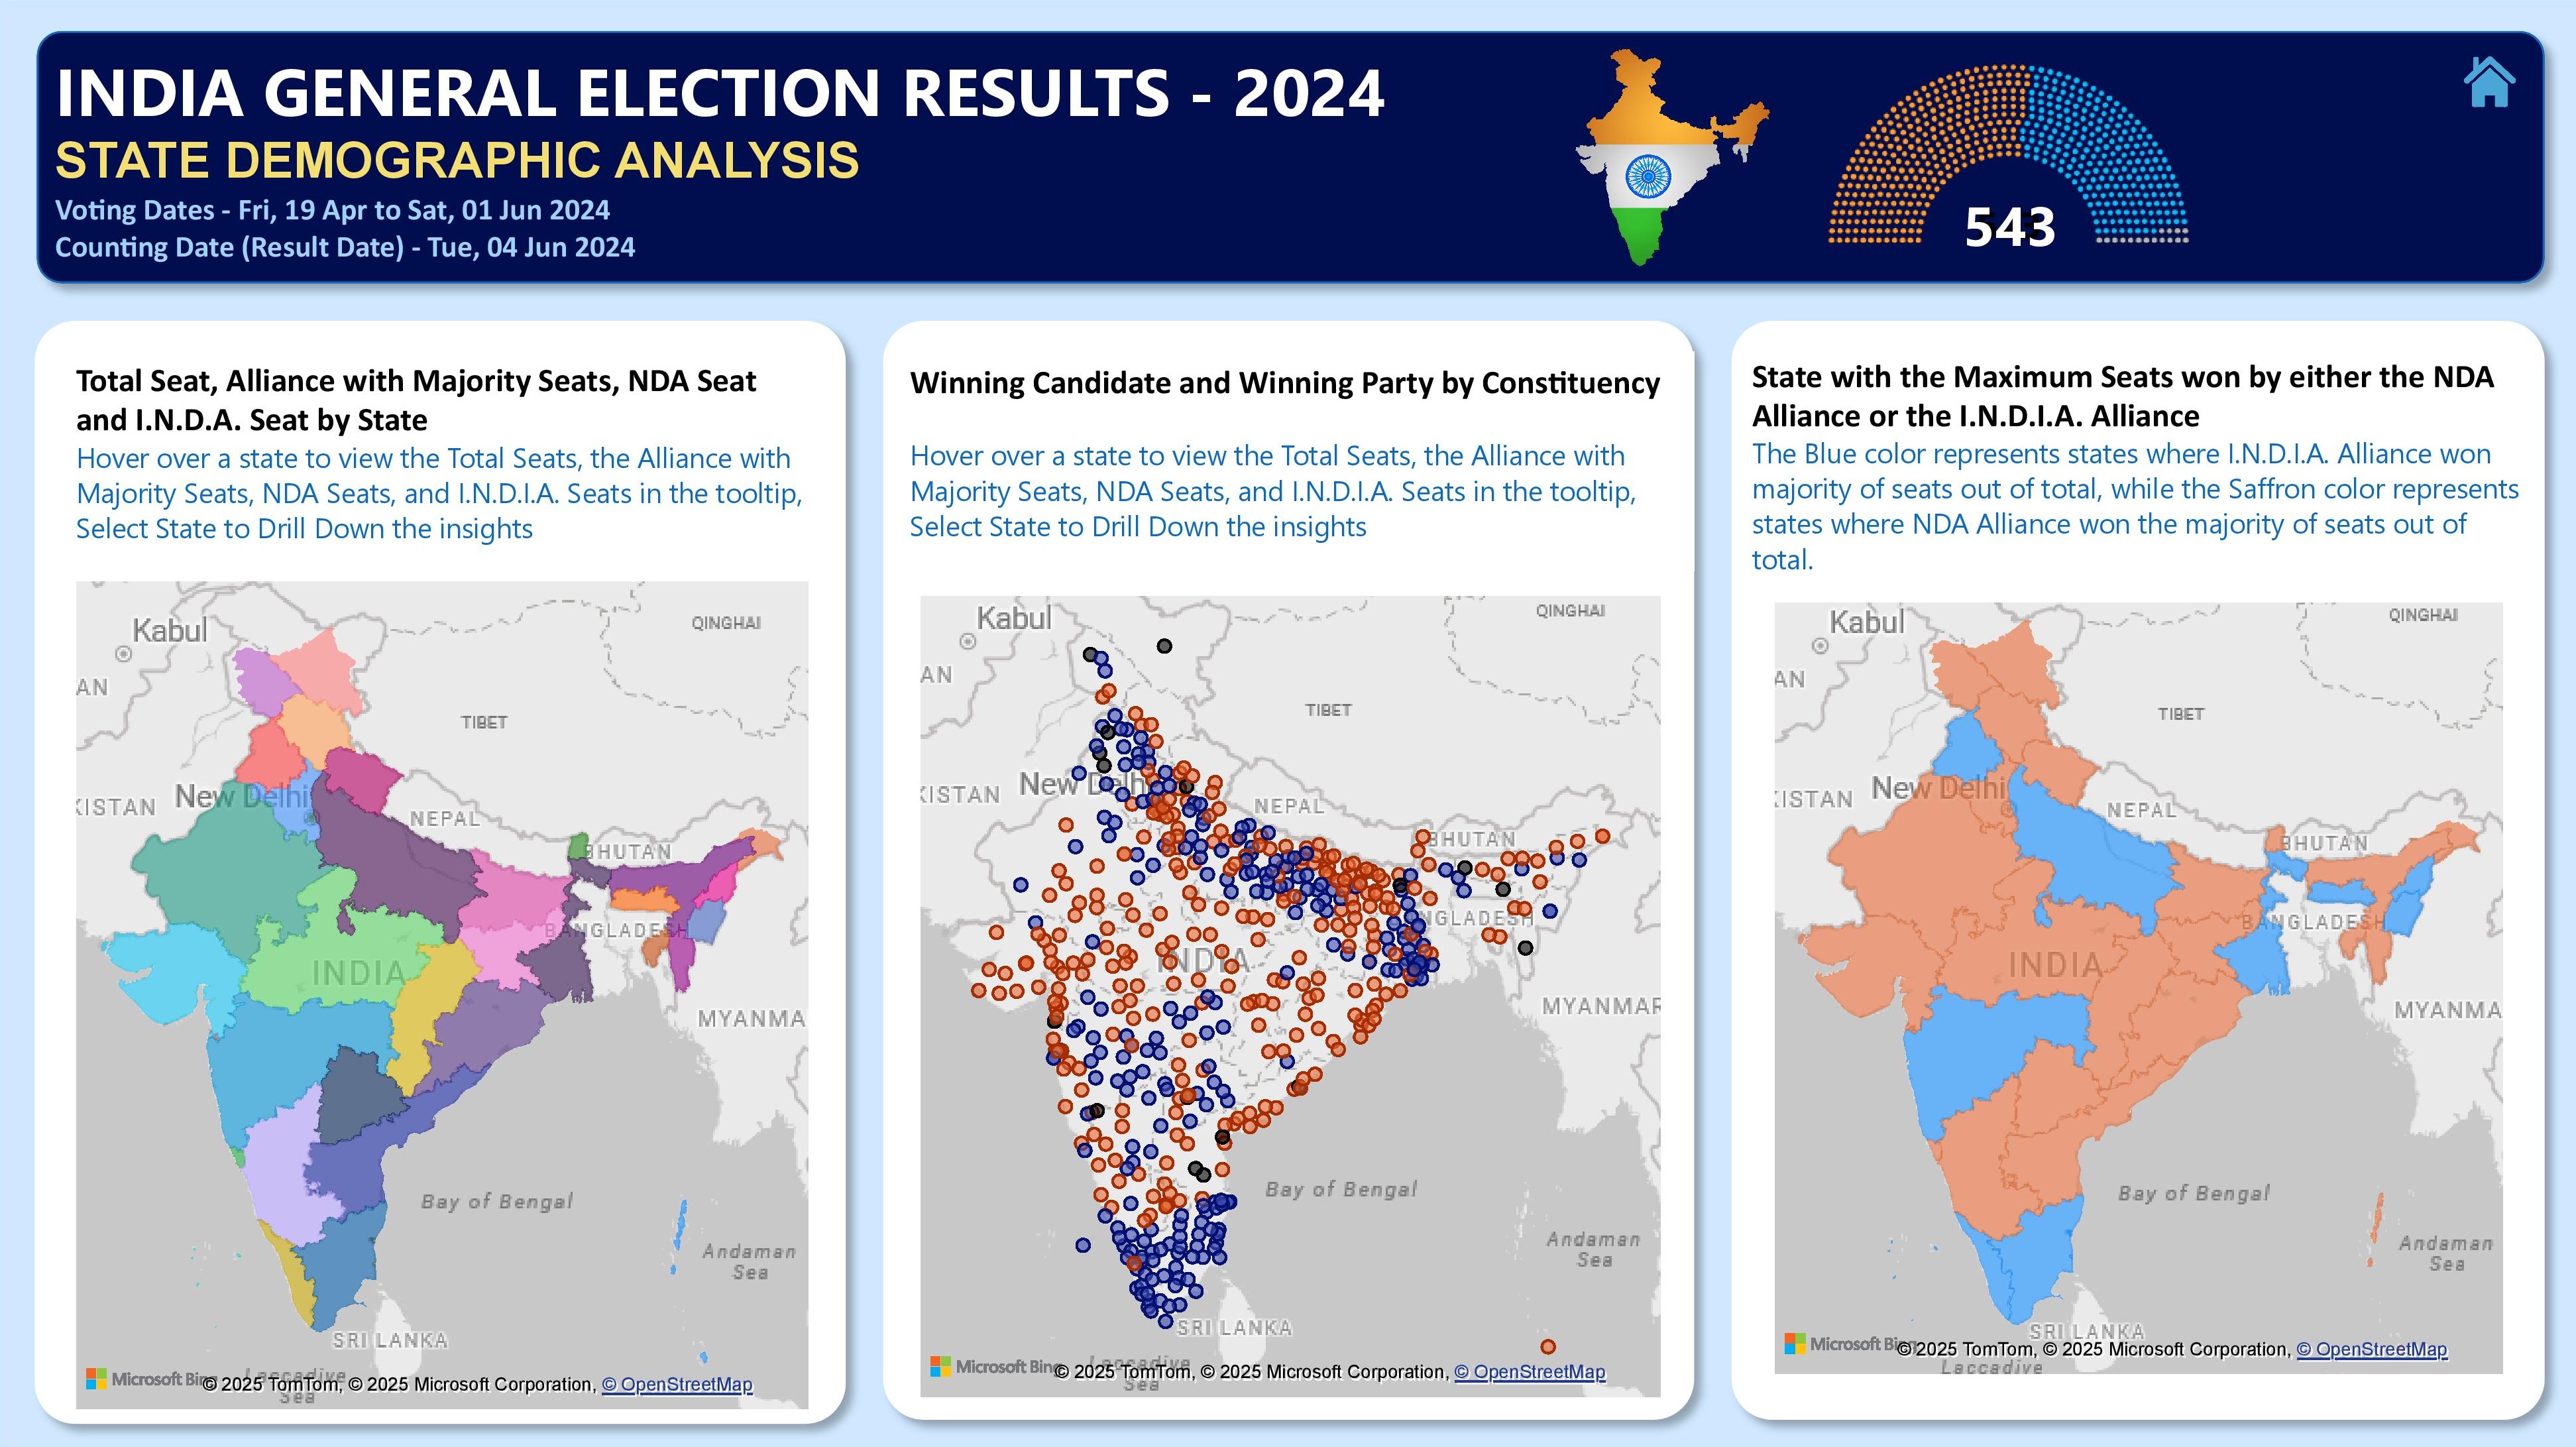 INDIA GENERAL ELECTION RESULTS - 2024
STATE DEMOGRAPHIC ANALYSIS
Voting Dates - Fri, 19 Apr to Sat, 01 Jun 2024
Counting Date (Result Date) - Tue, 04 Jun 2024
543
Total Seat, Alliance with Majority Seats, NDA Seat
and I.N.D.A. Seat by State
Hover over a state to view the Total Seats, the Alliance with
Majority Seats, NDA Seats, and I.N.D.I.A. Seats in the tooltip,
Select State to Drill Down the insights
Kabul
QINGHAI
AN
TIBET
KISTAN
New Delhi
NEPAL
BHUTAN
BANGLADESH
INDIA
MYANMA
Bay of Bengal
Andaman
Sea
SRI LANKA
Laccadive
Sea
Microsoft Bing
© 2025 TomTom, © 2025 Microsoft Corporation, © OpenStreetMap
Winning Candidate and Winning Party by Constituency
Hover over a state to view the Total Seats, the Alliance with
Majority Seats, NDA Seats, and I.N.D.I.A. Seats in the tooltip,
Select State to Drill Down the insights
Kabul
QINGHAI
AN
TIBET
KISTAN
New Delhi
NEPAL
BHUTAN
NGLADESH
INDIA
MYANMAR
Bay of Bengal
Andaman
Sea
SRI LANKA
Laccadive
Sea
Microsoft Bing
© 2025 TomTom, © 2025 Microsoft Corporation, © OpenStreetMap
State with the Maximum Seats won by either the NDA
Alliance or the I.N.D.I.A. Alliance
The Blue color represents states where I.N.D.I.A. Alliance won
majority of seats out of total, while the Saffron color represents
states where NDA Alliance won the majority of seats out of
total.
Kabul
QINGHAI
AN
TIBET
KISTAN
New Delhi
NEPAL
BHUTAN
BANGLADESH
INDIA
MYANMA
Bay of Bengal
Andaman
Sea
SRI LANKA
Laccadive
Microsoft Bing
© 2025 TomTom, © 2025 Microsoft Corporation, © OpenStreetMap